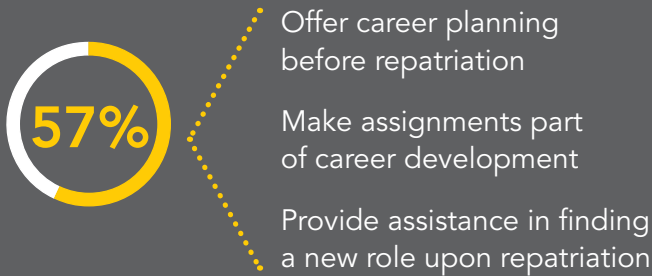 57%
Offer career planning
before repatriation
Make assignments part
of career development
Provide assistance in finding
a new role upon repatriation